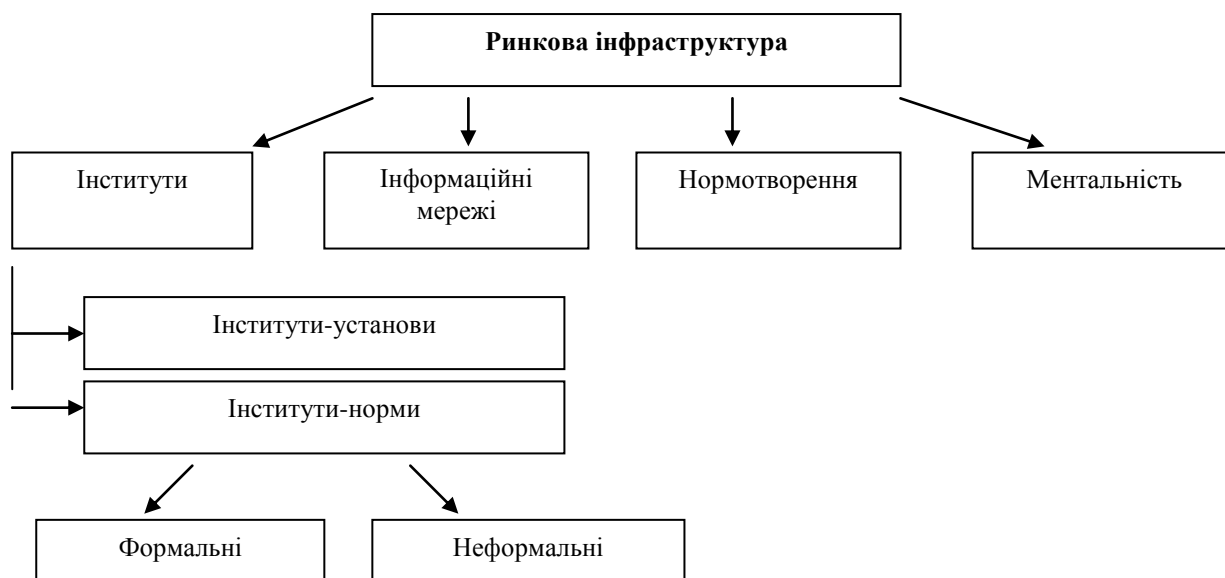 Ринкова інфраструктура
Інститути
Інформаційні
мережі
Нормотворення
Ментальність
Інститути-установи
Інститути-норми
Формальні
Неформальні